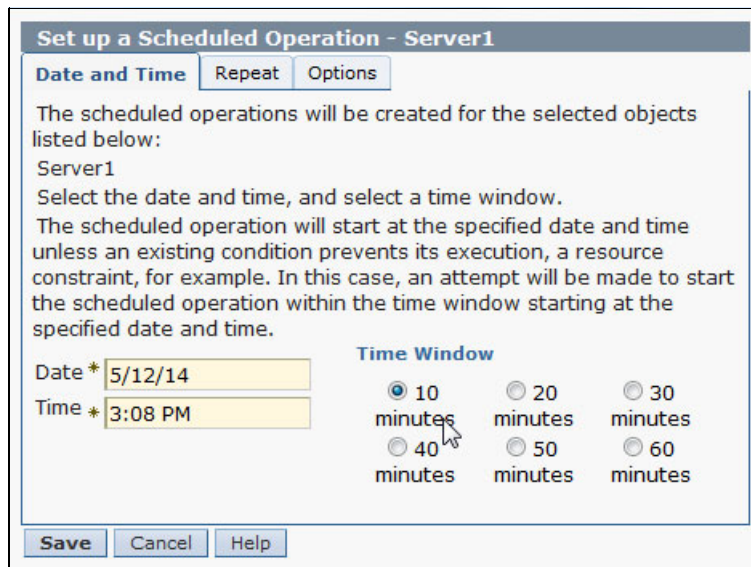 Set up a Scheduled Operation - Server1
Date and Time Repeat Options
The scheduled operations will be created for the selected objects
listed below:
Server1
Select the date and time, and select a time window.
The scheduled operation will start at the specified date and time
unless an existing condition prevents its execution, a resource
constraint, for example. In this case, an attempt will be made to start
the scheduled operation within the time window starting at the
specified date and time.
Date * 5/12/14
Time * 3:08 PM
Time Window
10 minutes
20 minutes
30 minutes
40 minutes
50 minutes
60 minutes
Save Cancel Help